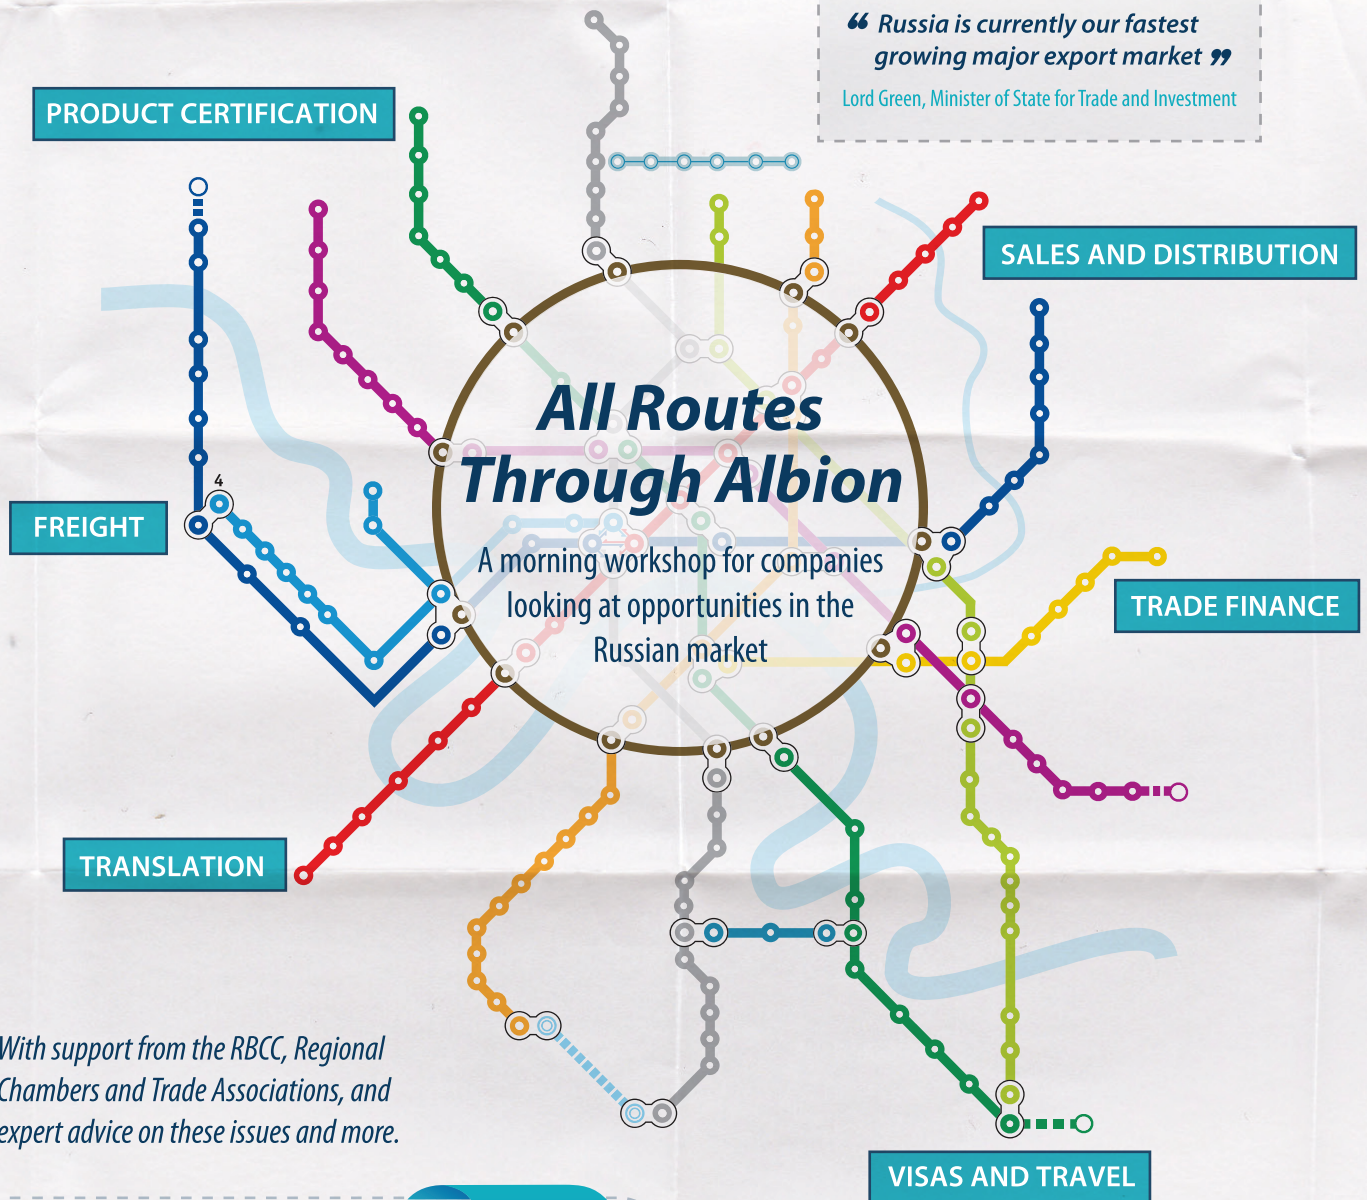 ❝ Russia is currently our fastest
growing major export market ❞
Lord Green, Minister of State for Trade and Investment
PRODUCT CERTIFICATION
SALES AND DISTRIBUTION
All Routes
Through Albion
4
FREIGHT
A morning workshop for companies
looking at opportunities in the
Russian market
TRADE FINANCE
TRANSLATION
With support from the RBCC, Regional
Chambers and Trade Associations, and
expert advice on these issues and more.
VISAS AND TRAVEL